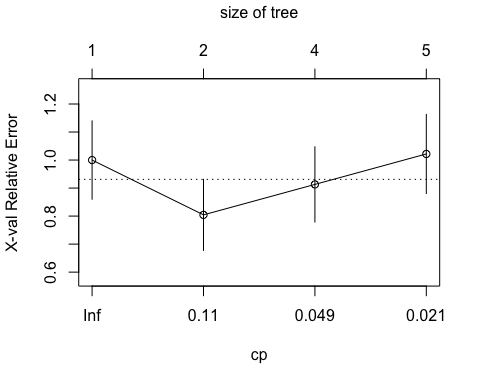 size of tree
1 2 4 5
X-val Relative Error
1.2
1.0
0.8
0.6
Inf 0.11 0.049 0.021
cp